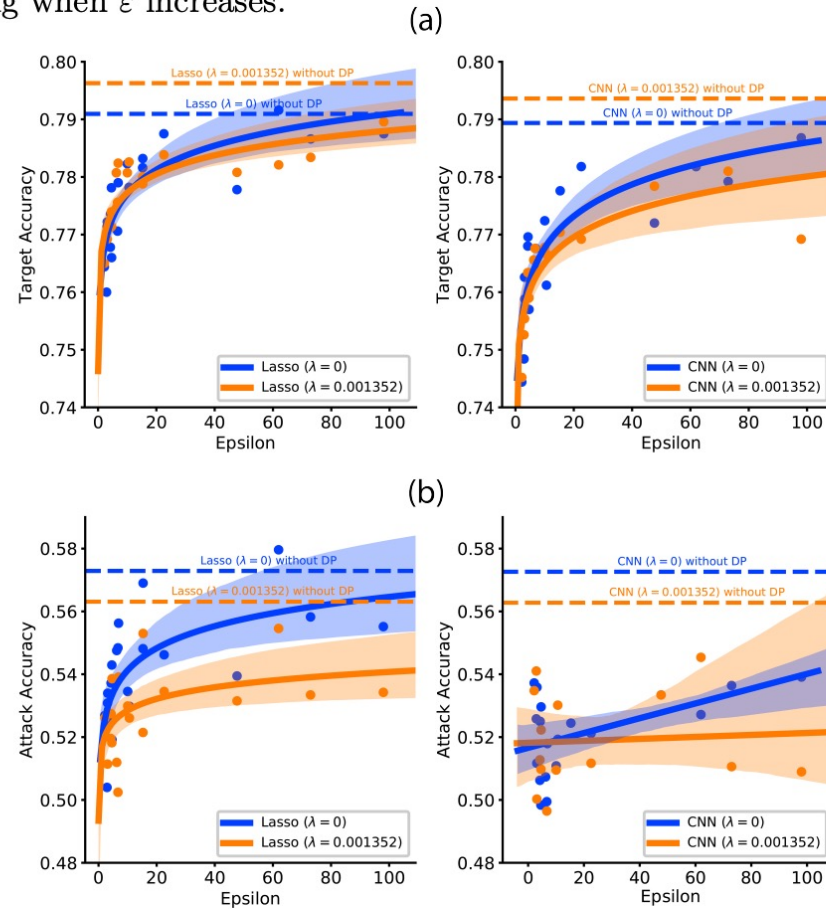 ng when ε increases.
(a)
0.80
0.79
0.78
0.77
0.76
0.75
0.74
Target Accuracy
Lasso (λ = 0.001352) without DP
Lasso (λ = 0) without DP
Lasso (λ = 0)
Lasso (λ = 0.001352)
0 20 40 60 80 100
Epsilon
0.80
0.79
0.78
0.77
0.76
0.75
0.74
Target Accuracy
CNN (λ = 0.001352) without DP
CNN (λ = 0) without DP
CNN (λ = 0)
CNN (λ = 0.001352)
0 20 40 60 80 100
Epsilon
(b)
0.58
0.56
0.54
0.52
0.50
0.48
Attack Accuracy
Lasso (λ = 0) without DP
Lasso (λ = 0.001352) without DP
Lasso (λ = 0)
Lasso (λ = 0.001352)
0 20 40 60 80 100
Epsilon
0.58
0.56
0.54
0.52
0.50
0.48
Attack Accuracy
CNN (λ = 0) without DP
CNN (λ = 0.001352) without DP
CNN (λ = 0)
CNN (λ = 0.001352)
0 20 40 60 80 100
Epsilon